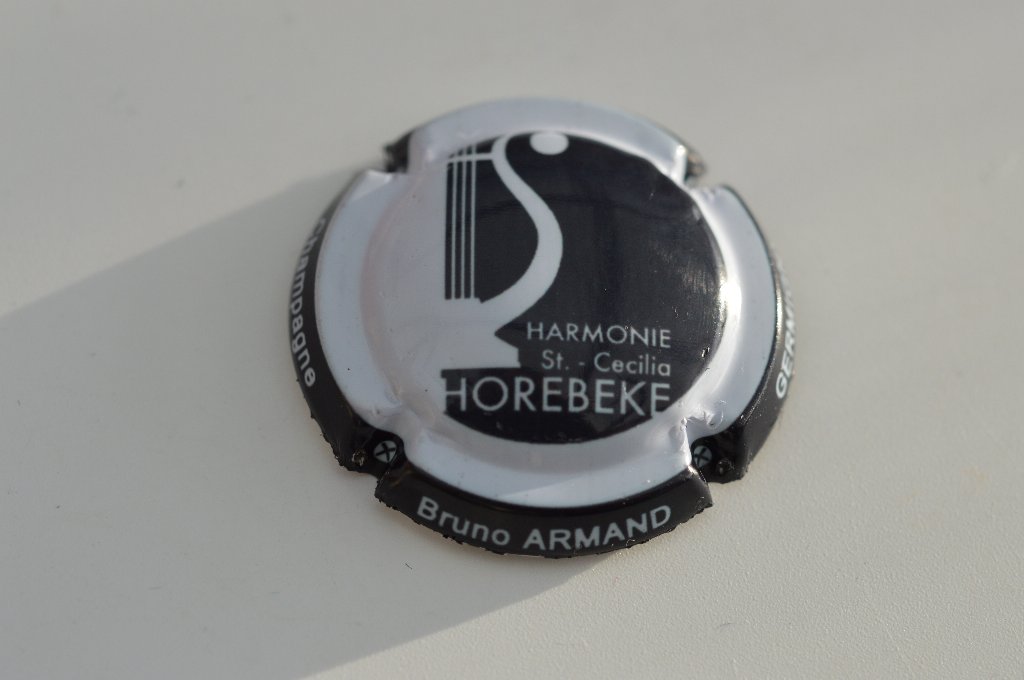 HARMONIE
St. - Cecilia
HOREBEKE
Champagne
Bruno ARMAND